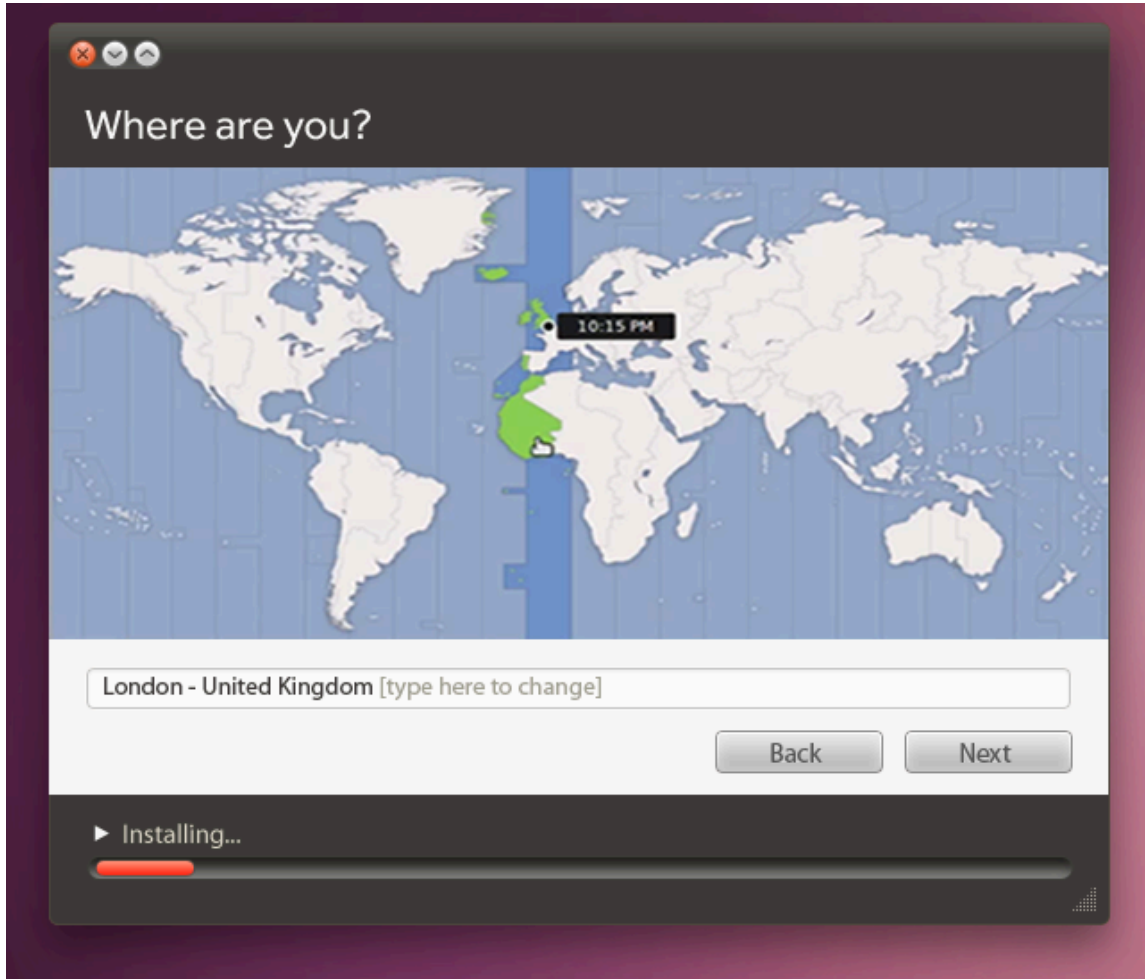 Where are you?
10:15 PM
London - United Kingdom [type here to change]
Back Next
Installing...